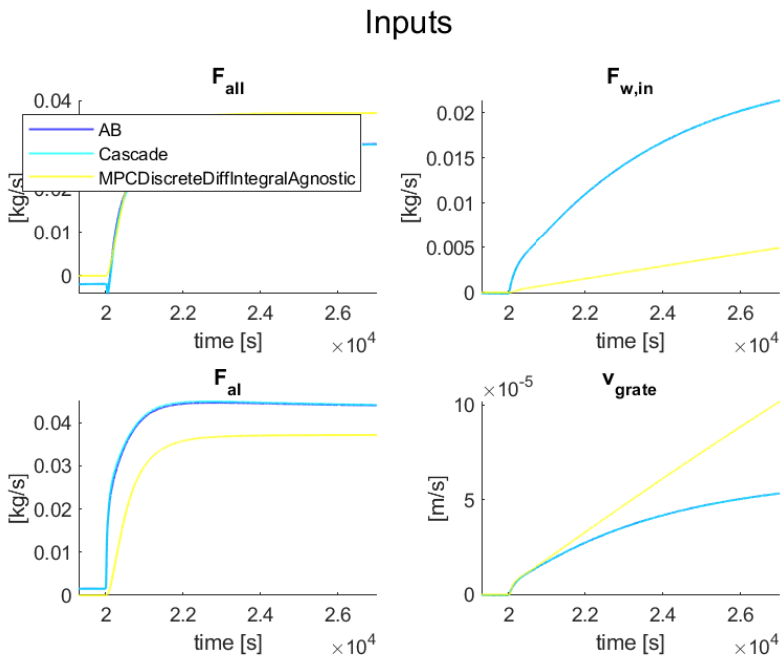 Inputs
F_all
F_w,in
0.04
AB
Cascade
MPCDiscreteDiffIntegralAgnostic
0.02
0.01
0
[kg/s]
2 2.2 2.4 2.6
time [s]
×10^4
0.02
0.015
0.01
0.005
0
[kg/s]
2 2.2 2.4 2.6
time [s]
×10^4
F_al
0.04
0.03
0.02
0.01
0
[kg/s]
2 2.2 2.4 2.6
time [s]
×10^4
v_grate
×10^-5
10
5
0
[m/s]
2 2.2 2.4 2.6
time [s]
×10^4